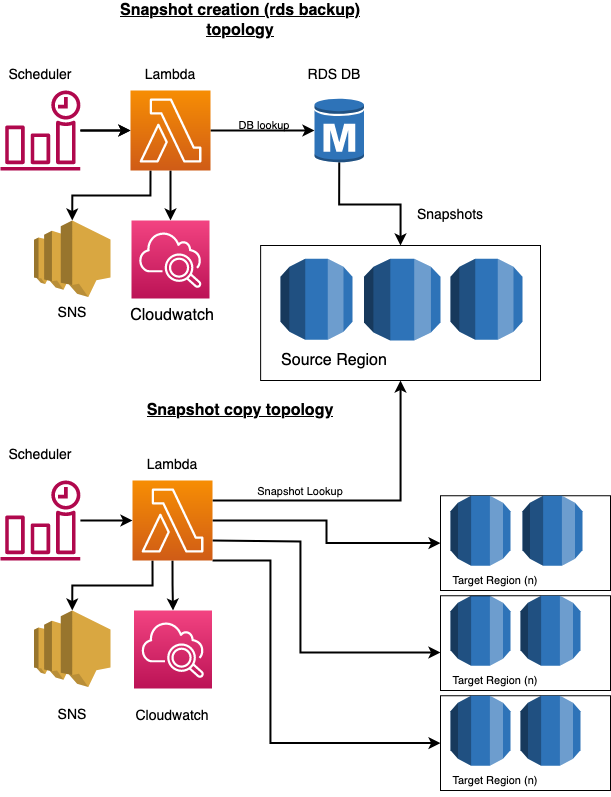 Snapshot creation (rds backup)
topology
Scheduler
Lambda
RDS DB
DB lookup
M
Snapshots
SNS
Cloudwatch
Source Region
Snapshot copy topology
Scheduler
Lambda
Snapshot Lookup
Target Region (n)
Target Region (n)
SNS
Cloudwatch
Target Region (n)